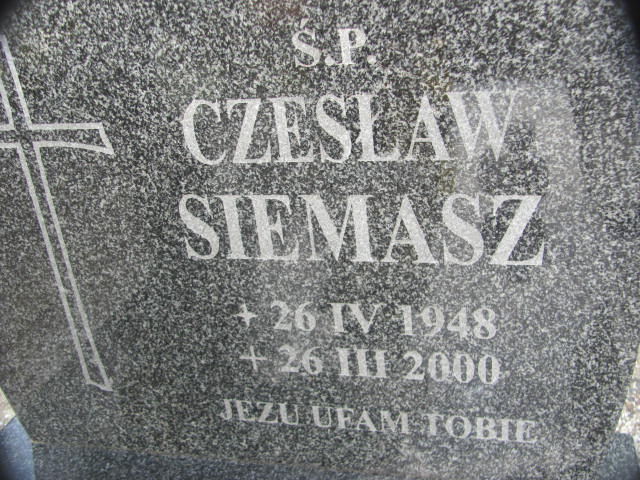 Ś.P.
CZESŁAW
SIEMASZ
✦ 26 IV 1948
+ 26 III 2000
JEZU UFAM TOBIE